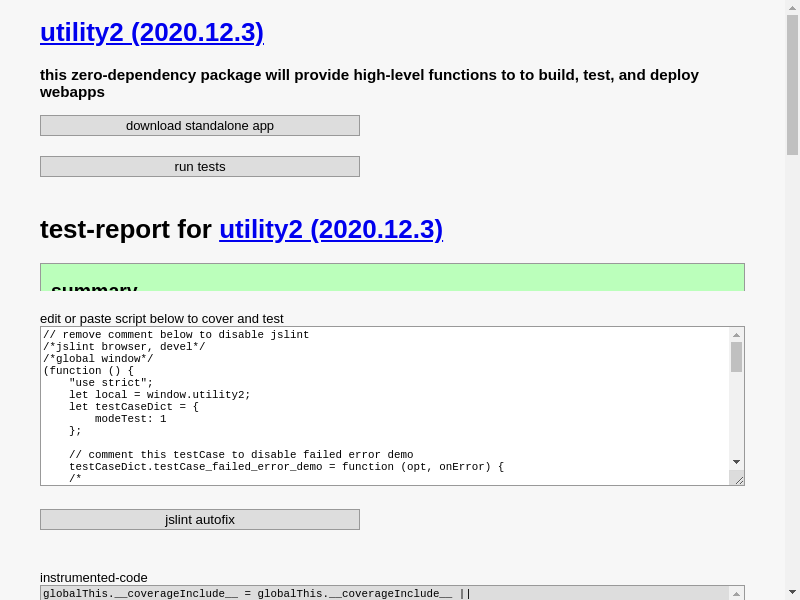 utility2 (2020.12.3)
this zero-dependency package will provide high-level functions to to build, test, and deploy
webapps
download standalone app
run tests
test-report for utility2 (2020.12.3)
summary
edit or paste script below to cover and test
// remove comment below to disable jslint
/*jslint browser, devel*/
/*global window*/
(function () {
    "use strict";
    let local = window.utility2;
    let testCaseDict = {
        modeTest: 1
    };
    // comment this testCase to disable failed error demo
    testCaseDict.testCase_failed_error_demo = function (opt, onError) {
    /*
jslint autofix
instrumented-code
globalThis.__coverageInclude__ = globalThis.__coverageInclude__ ||